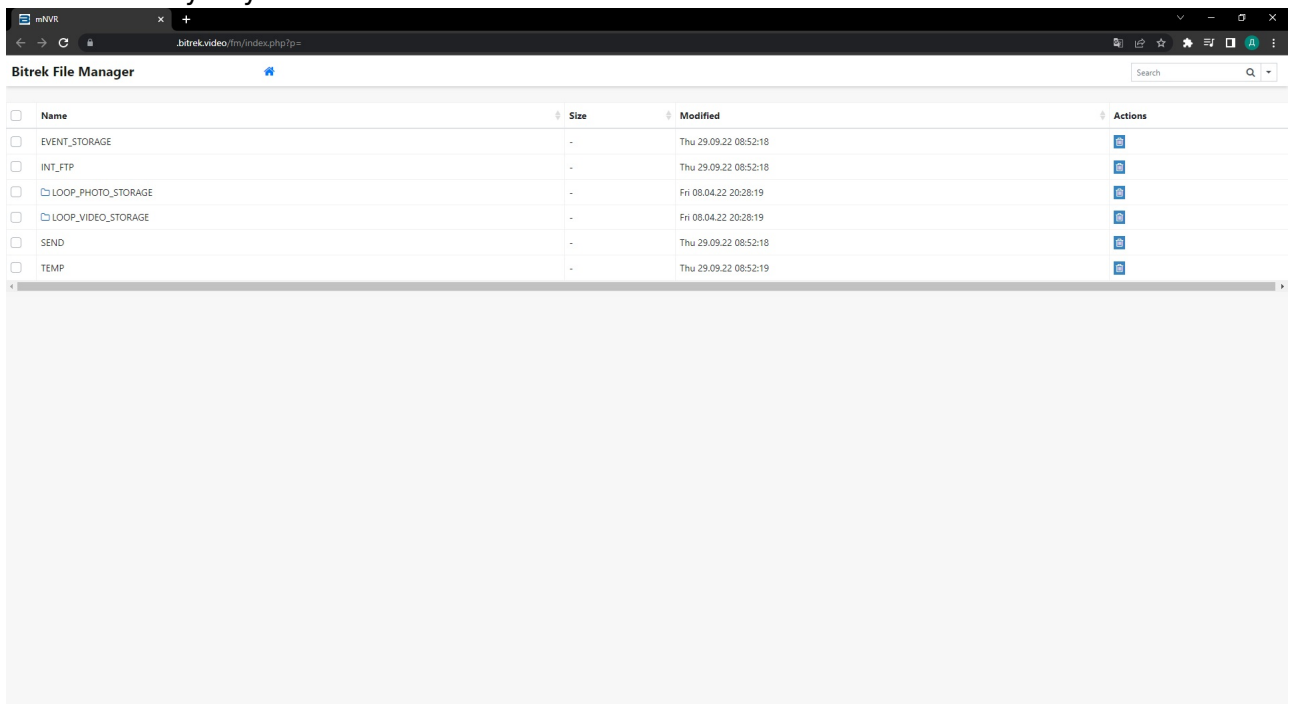 mNVR
.bitrek.video/fm/index.php?p=
Л
Bitrek File Manager
Search
Name Size Modified Actions
EVENT_STORAGE - Thu 29.09.22 08:52:18
INT_FTP - Thu 29.09.22 08:52:18
LOOP_PHOTO_STORAGE - Fri 08.04.22 20:28:19
LOOP_VIDEO_STORAGE - Fri 08.04.22 20:28:19
SEND - Thu 29.09.22 08:52:18
TEMP - Thu 29.09.22 08:52:19